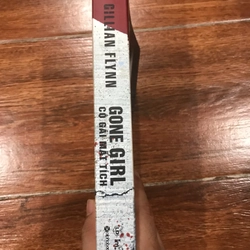 GILLIAN FLYNN
GONE GIRL
CÔ GÁI MẤT TÍCH